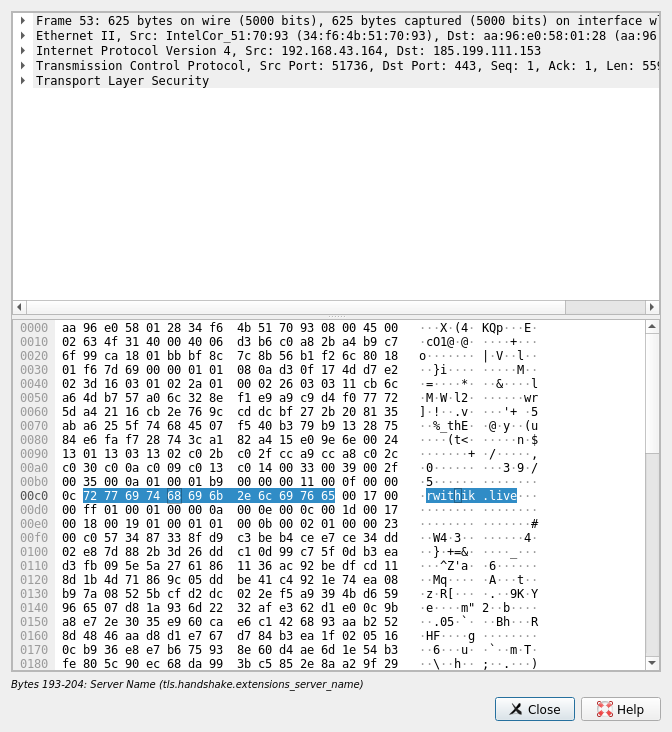 Frame 53: 625 bytes on wire (5000 bits), 625 bytes captured (5000 bits) on interface w
Ethernet II, Src: IntelCor_51:70:93 (34:f6:4b:51:70:93), Dst: aa:96:e0:58:01:28 (aa:96
Internet Protocol Version 4, Src: 192.168.43.164, Dst: 185.199.111.153
Transmission Control Protocol, Src Port: 51736, Dst Port: 443, Seq: 1, Ack: 1, Len: 559
Transport Layer Security
0000 aa 96 e0 58 01 28 34 f6 4b 51 70 93 08 00 45 00 ···X·(4· KQp···E·
0010 02 63 4f 31 40 00 40 06 d3 b6 c0 a8 2b a4 b9 c7 ·cO1@·@· ····+···
0020 6f 99 ca 18 01 bb bf 8c 7c 8b 56 b1 f2 6c 80 18 o······· |·V··l··
0030 01 f6 7d 69 00 00 01 01 08 0a d3 0f 17 4d d7 e2 ··}i···· ·····M··
0040 02 3d 16 03 01 02 2a 01 00 02 26 03 03 11 cb 6c ·=····*· ··&····l
0050 a6 4d b7 57 a0 6c 32 8e f1 e9 a9 c9 d4 f0 77 72 ·M·W·l2· ······wr
0060 5d a4 21 16 cb 2e 76 9c cd dc bf 27 2b 20 81 35 ]·!··.v· ···'+ ·5
0070 ab a6 25 5f 74 68 45 07 f5 40 b3 79 b9 13 28 75 ··%_thE· ·@·y··(u
0080 84 e6 fa f7 28 74 3c a1 82 a4 15 e0 9e 6e 00 24 ····(t<· ·····n·$
0090 13 01 13 03 13 02 c0 2b c0 2f cc a9 cc a8 c0 2c ·······+ ·/·····,
00a0 c0 30 c0 0a c0 09 c0 13 c0 14 00 33 00 39 00 2f ·0······ ···3·9·/
00b0 00 35 00 0a 01 00 01 b9 00 00 00 11 00 0f 00 00 ·5······ ········
00c0 0c 72 77 69 74 68 69 6b 2e 6c 69 76 65 00 17 00 ·rwithik .live···
00d0 00 ff 01 00 01 00 00 0a 00 0e 00 0c 00 1d 00 17 ········ ········
00e0 00 18 00 19 01 00 01 01 00 0b 00 02 01 00 00 23 ········ ·······#
00f0 00 c0 57 34 87 33 8f d9 c3 be b4 ce e7 ce 34 dd ··W4·3·· ······4·
0100 02 e8 7d 88 2b 3d 26 dd c1 0d 99 c7 5f 0d b3 ea ··}·+=&· ····_···
0110 d3 fb 09 5e 5a 27 61 86 11 36 ac 92 be df cd 11 ···^Z'a· ·6······
0120 8d 1b 4d 71 86 9c 05 dd be 41 c4 92 1e 74 ea 08 ··Mq···· ·A···t··
0130 b9 7a 08 52 5b cf d2 dc 02 2e f5 a9 39 4b d6 59 ·z·R[··· ·.··9K·Y
0140 96 65 07 d8 1a 93 6d 22 32 af e3 62 d1 e0 0c 9b ·e····m" 2··b····
0150 a8 e7 2e 30 35 e9 60 ca e6 c1 42 68 93 aa b2 52 ··.05·`· ··Bh···R
0160 8d 48 46 aa d8 d1 e7 67 d7 84 b3 ea 1f 02 05 16 ·HF····g ········
0170 0c b9 36 e8 e7 b6 75 93 8e 60 d4 ae 6d 1e 54 b3 ··6···u· ·`··m·T·
0180 fe 80 5c 90 ec 68 da 99 3b c5 85 2e 8a a2 9f 29 ··\··h·· ;··.···)
Bytes 193-204: Server Name (tls.handshake.extensions_server_name)
Close Help